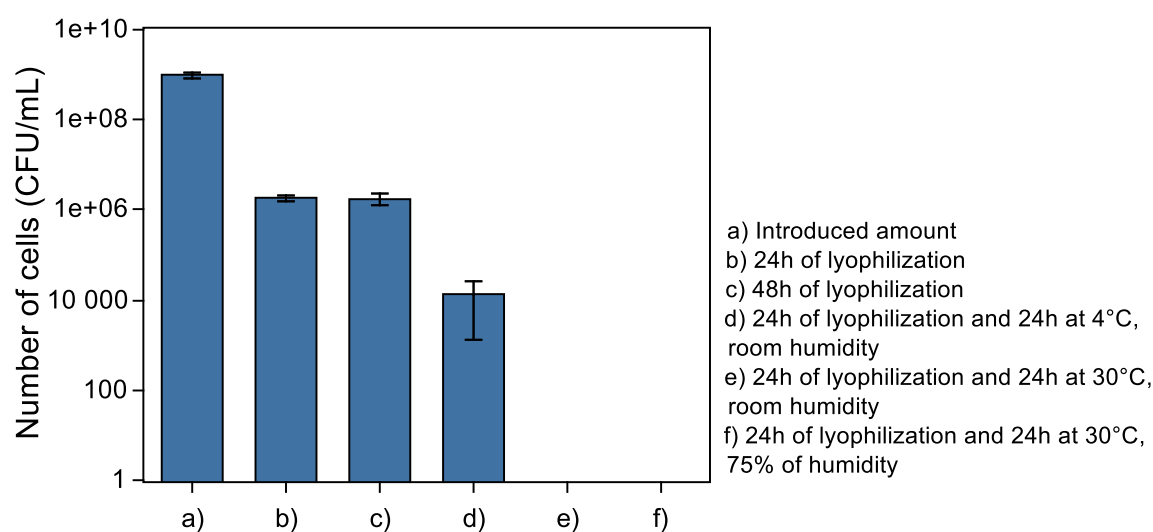 Number of cells (CFU/mL)
1e+10
1e+08
1e+06
10 000
100
1
a) b) c) d) e) f)
a) Introduced amount
b) 24h of lyophilization
c) 48h of lyophilization
d) 24h of lyophilization and 24h at 4°C,
room humidity
e) 24h of lyophilization and 24h at 30°C,
room humidity
f) 24h of lyophilization and 24h at 30°C,
75% of humidity